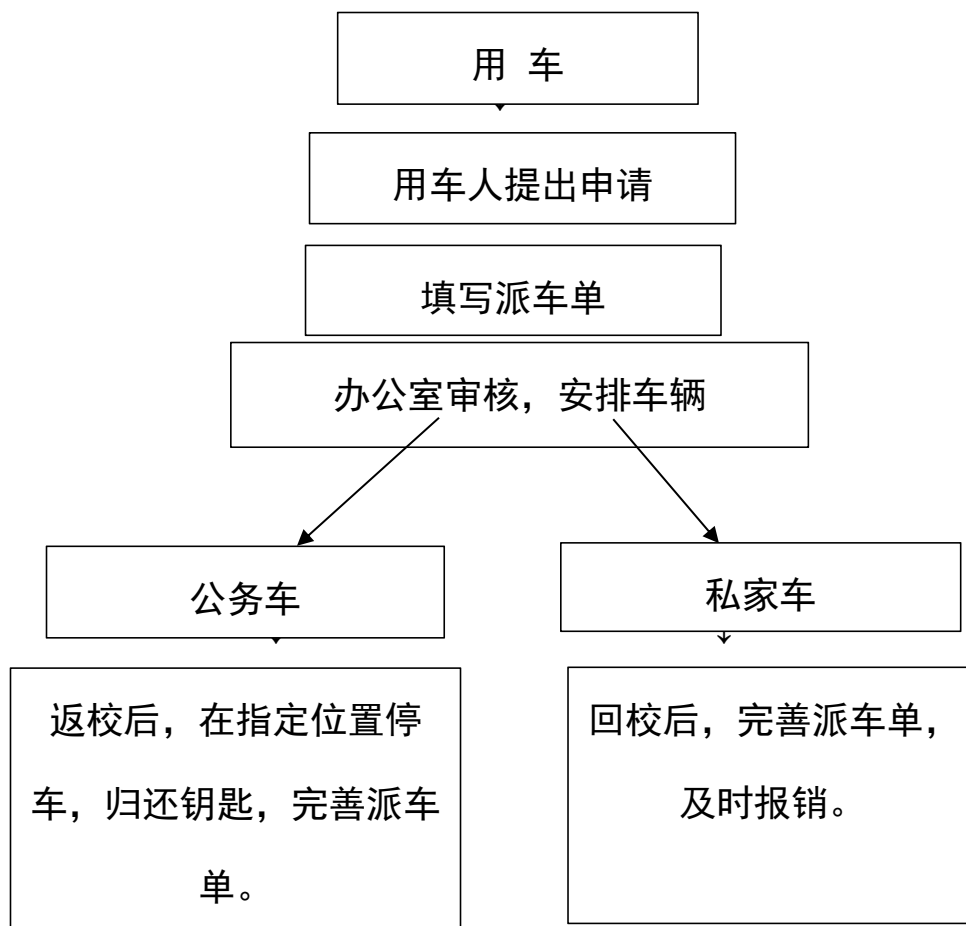 用 车
用车人提出申请
填写派车单
办公室审核，安排车辆
公务车
私家车
返校后，在指定位置停
车，归还钥匙，完善派车
单。
回校后，完善派车单，
及时报销。